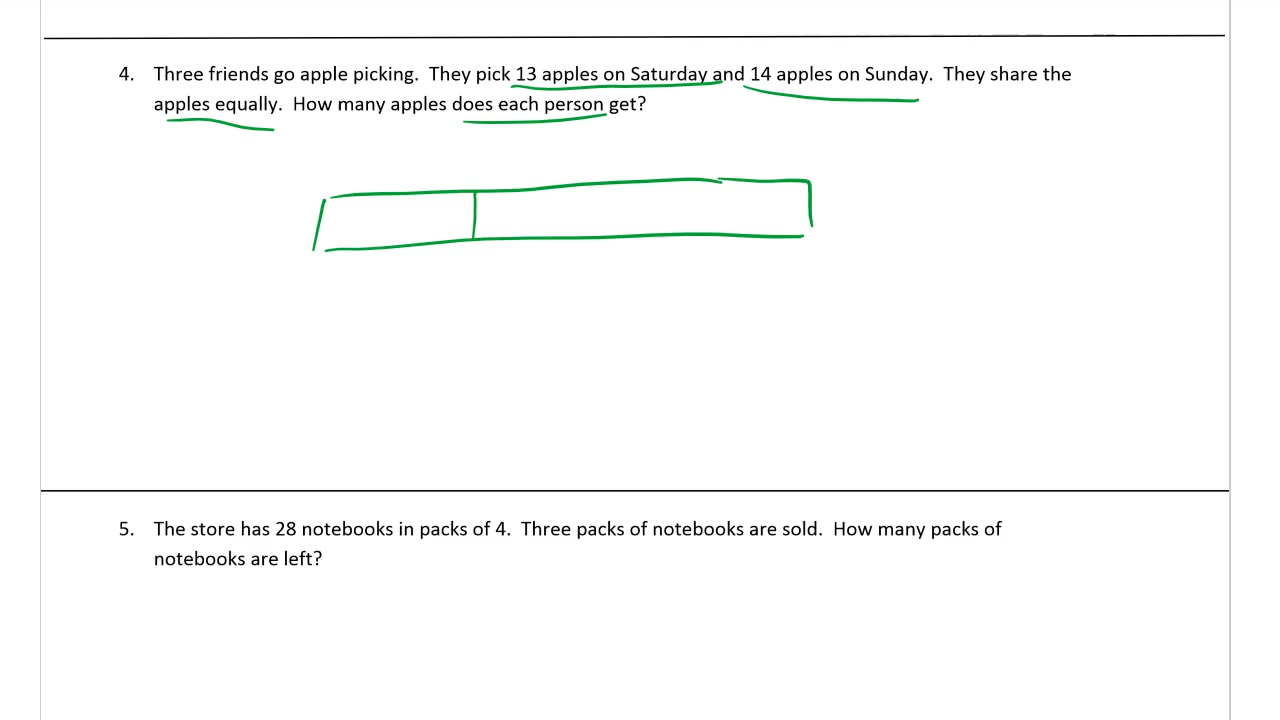 4. Three friends go apple picking. They pick 13 apples on Saturday and 14 apples on Sunday. They share the
apples equally. How many apples does each person get?
5. The store has 28 notebooks in packs of 4. Three packs of notebooks are sold. How many packs of
notebooks are left?